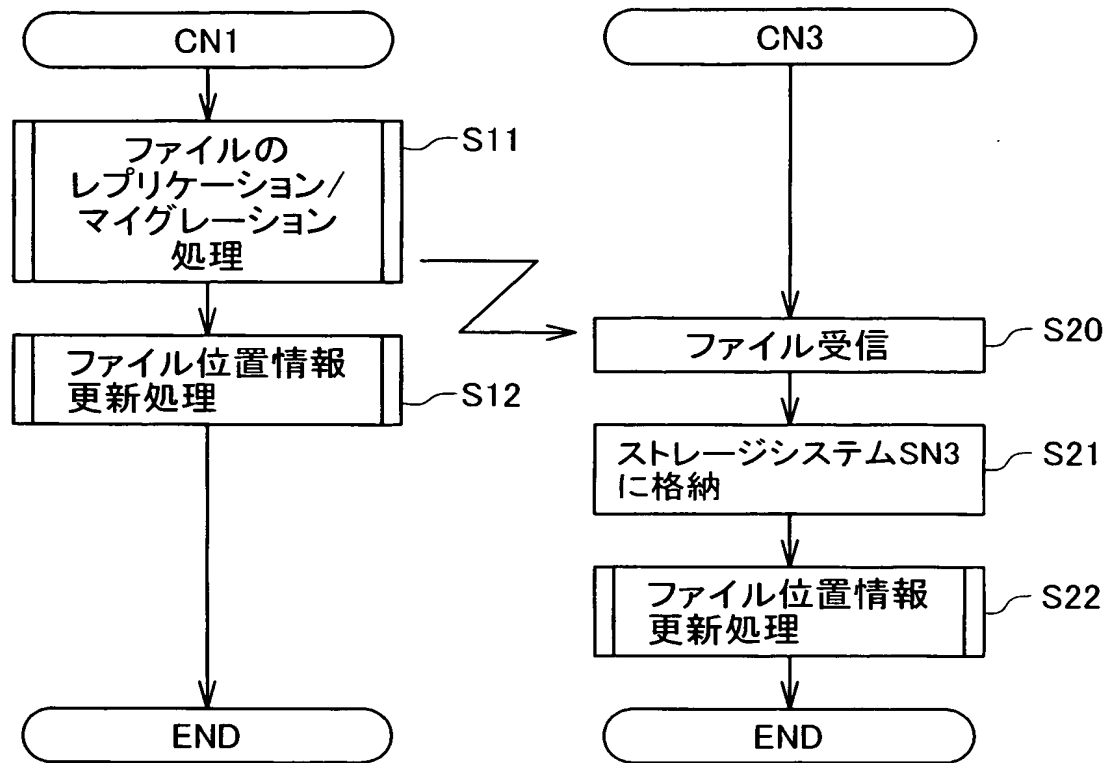 CN1
ファイルの
レプリケーション/
マイグレーション
処理
S11
ファイル位置情報
更新処理
S12
END
CN3
ファイル受信
S20
ストレージシステムSN3
に格納
S21
ファイル位置情報
更新処理
S22
END